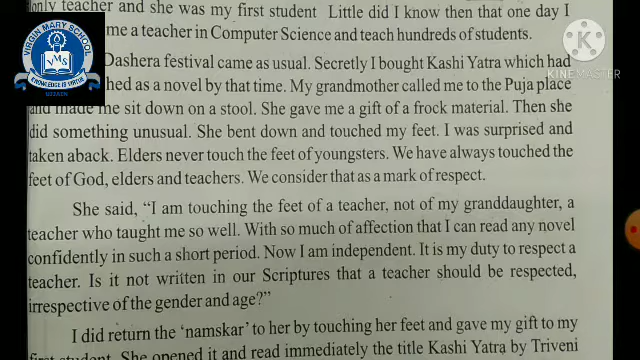 only teacher and she was my first student Little did I know then that one day I
me a teacher in Computer Science and teach hundreds of students.
Dashera festival came as usual. Secretly I bought Kashi Yatra which had
hed as a novel by that time. My grandmother called me to the Puja place
and made me sit down on a stool. She gave me a gift of a frock material. Then she
did something unusual. She bent down and touched my feet. I was surprised and
taken aback. Elders never touch the feet of youngsters. We have always touched the
feet of God, elders and teachers. We consider that as a mark of respect.
She said, “I am touching the feet of a teacher, not of my granddaughter, a
teacher who taught me so well. With so much of affection that I can read any novel
confidently in such a short period. Now I am independent. It is my duty to respect a
teacher. Is it not written in our Scriptures that a teacher should be respected,
irrespective of the gender and age?”
I did return the ‘namskar’ to her by touching her feet and gave my gift to my
first student. She opened it and read immediately the title Kashi Yatra by Triveni
VIRGIN MARY SCHOOL
VMS
KNOWLEDGE IS VIRTUE
UJJAIN
KINEMASTER